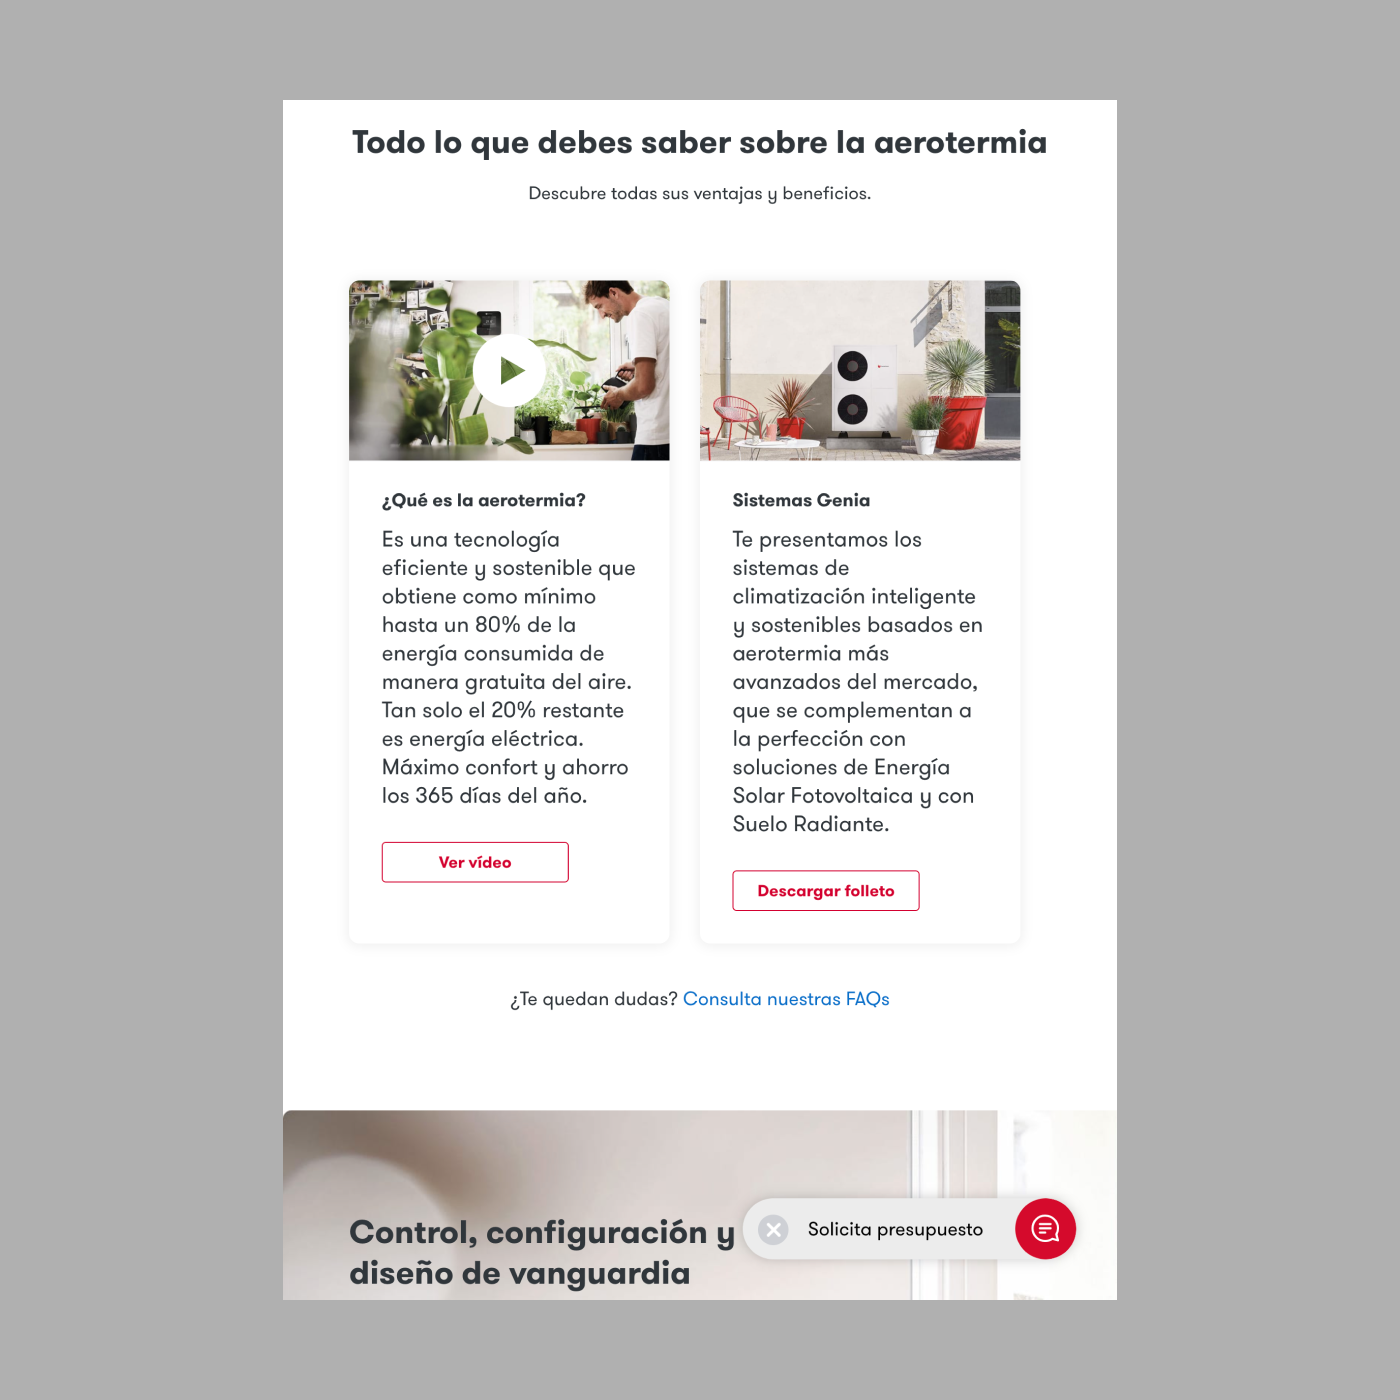 Todo lo que debes saber sobre la aerotermia
Descubre todas sus ventajas y beneficios.
¿Qué es la aerotermia?
Es una tecnología
eficiente y sostenible que
obtiene como mínimo
hasta un 80% de la
energía consumida de
manera gratuita del aire.
Tan solo el 20% restante
es energía eléctrica.
Máximo confort y ahorro
los 365 días del año.
Ver vídeo
Sistemas Genia
Te presentamos los
sistemas de
climatización inteligente
y sostenibles basados en
aerotermia más
avanzados del mercado,
que se complementan a
la perfección con
soluciones de Energía
Solar Fotovoltaica y con
Suelo Radiante.
Descargar folleto
¿Te quedan dudas? Consulta nuestras FAQs
Control, configuración y
diseño de vanguardia
Solicita presupuesto